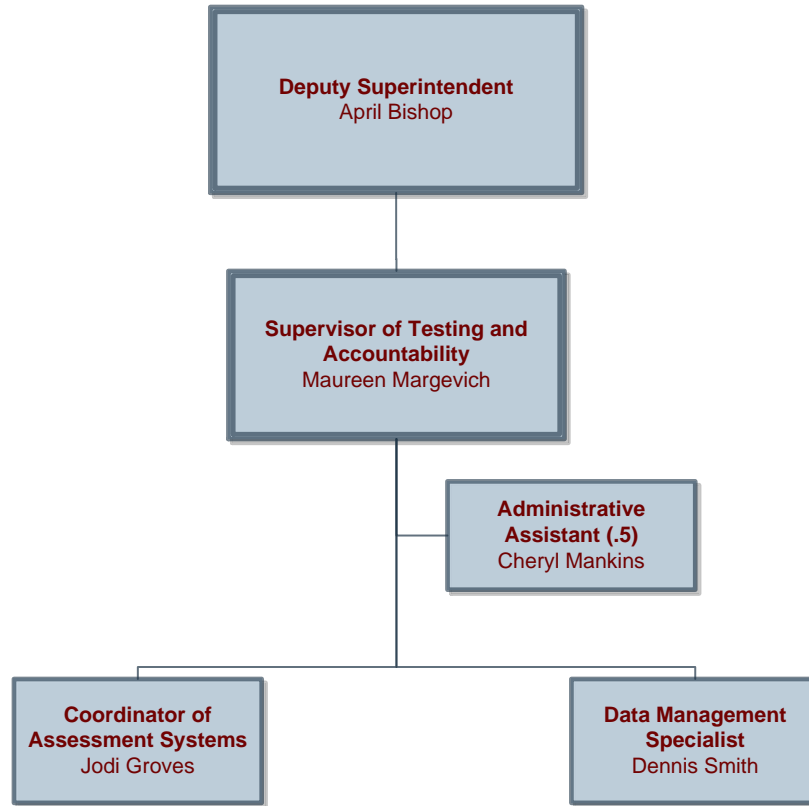 Deputy Superintendent
April Bishop
Supervisor of Testing and
Accountability
Maureen Margevich
Administrative
Assistant (.5)
Cheryl Mankins
Coordinator of
Assessment Systems
Jodi Groves
Data Management
Specialist
Dennis Smith